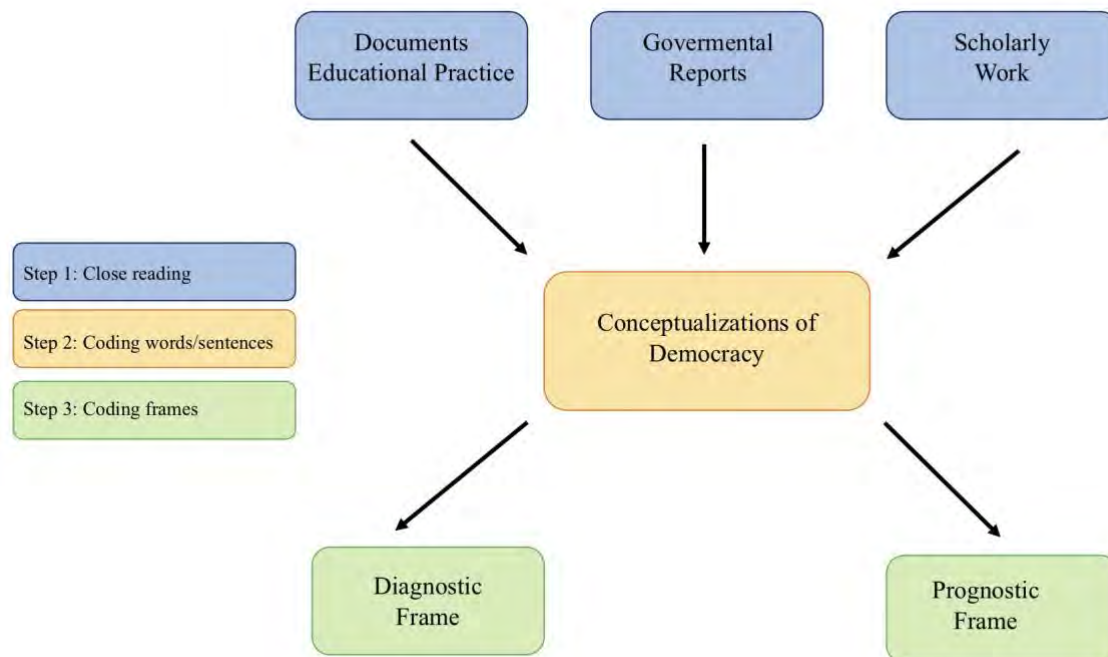 Documents
Educational Practice
Govermental
Reports
Scholarly
Work
Step 1: Close reading
Step 2: Coding words/sentences
Step 3: Coding frames
Conceptualizations of
Democracy
Diagnostic
Frame
Prognostic
Frame